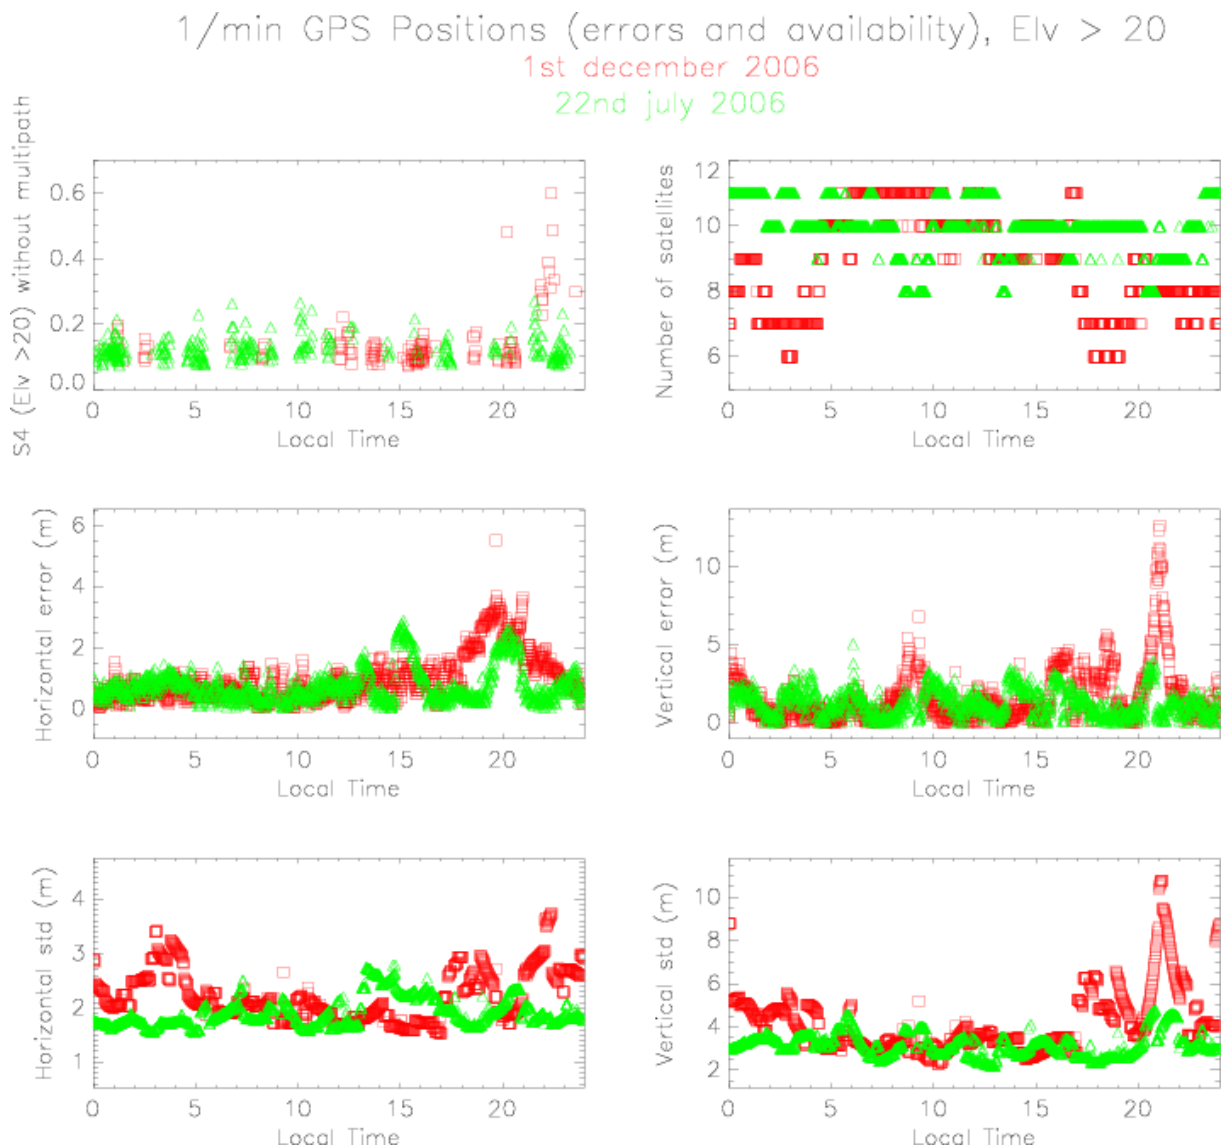 1/min GPS Positions (errors and availability), Elv > 20
1st december 2006
22nd july 2006
S4 (Elv >20) without multipath
0.6
0.4
0.2
0.0
0 5 10 15 20
Local Time
Number of satellites
12
10
8
6
0 5 10 15 20
Local Time
Horizontal error (m)
6
4
2
0
0 5 10 15 20
Local Time
Vertical error (m)
10
5
0
0 5 10 15 20
Local Time
Horizontal std (m)
4
3
2
1
0 5 10 15 20
Local Time
Vertical std (m)
10
8
6
4
2
0 5 10 15 20
Local Time